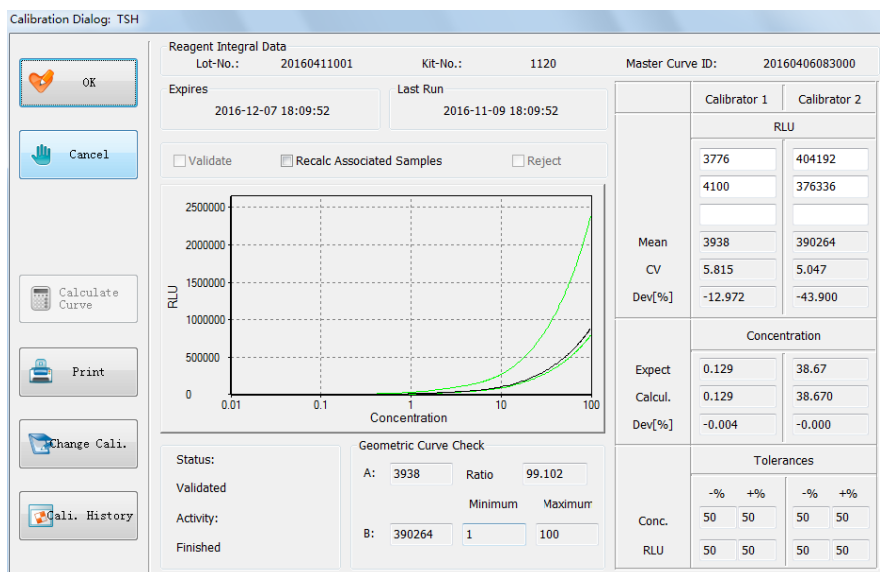 Calibration Dialog: TSH
OK
Cancel
Calculate
Curve
Print
Change Cali.
Cali. History
Reagent Integral Data
Lot-No.: 20160411001 Kit-No.: 1120 Master Curve ID: 20160406083000
Expires
2016-12-07 18:09:52
Last Run
2016-11-09 18:09:52
Validate Recalc Associated Samples Reject
RLU
2500000
2000000
1500000
1000000
500000
0
0.01 0.1 1 10 100
Concentration
Status:
Validated
Activity:
Finished
Geometric Curve Check
A: 3938 Ratio 99.102
Minimum Maximum
B: 390264 1 100
Calibrator 1 Calibrator 2
RLU
3776 404192
4100 376336
Mean 3938 390264
CV 5.815 5.047
Dev[%] -12.972 -43.900
Concentration
Expect 0.129 38.67
Calcul. 0.129 38.670
Dev[%] -0.004 -0.000
Tolerances
-% +% -% +%
Conc. 50 50 50 50
RLU 50 50 50 50